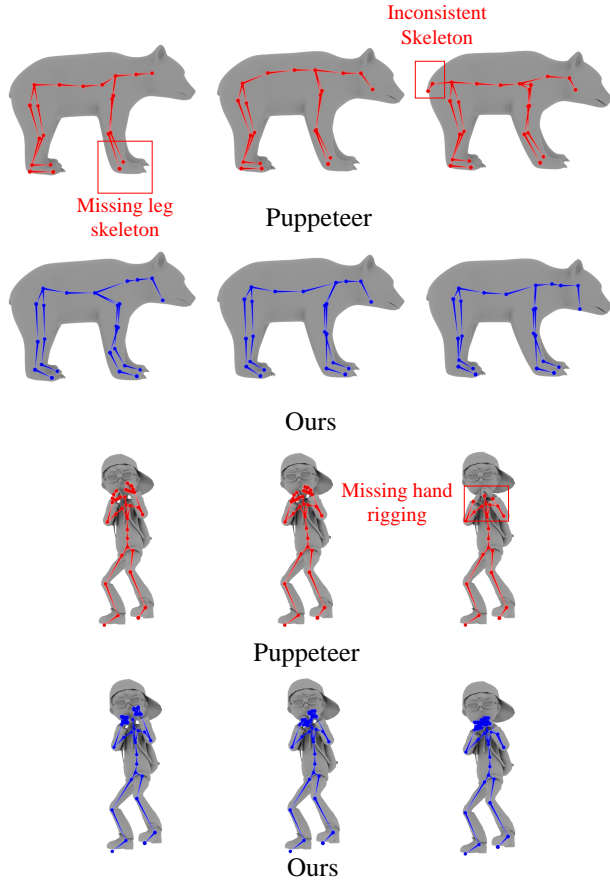 Inconsistent
Skeleton
Missing leg
skeleton
Puppeteer
Ours
Missing hand
rigging
Puppeteer
Ours